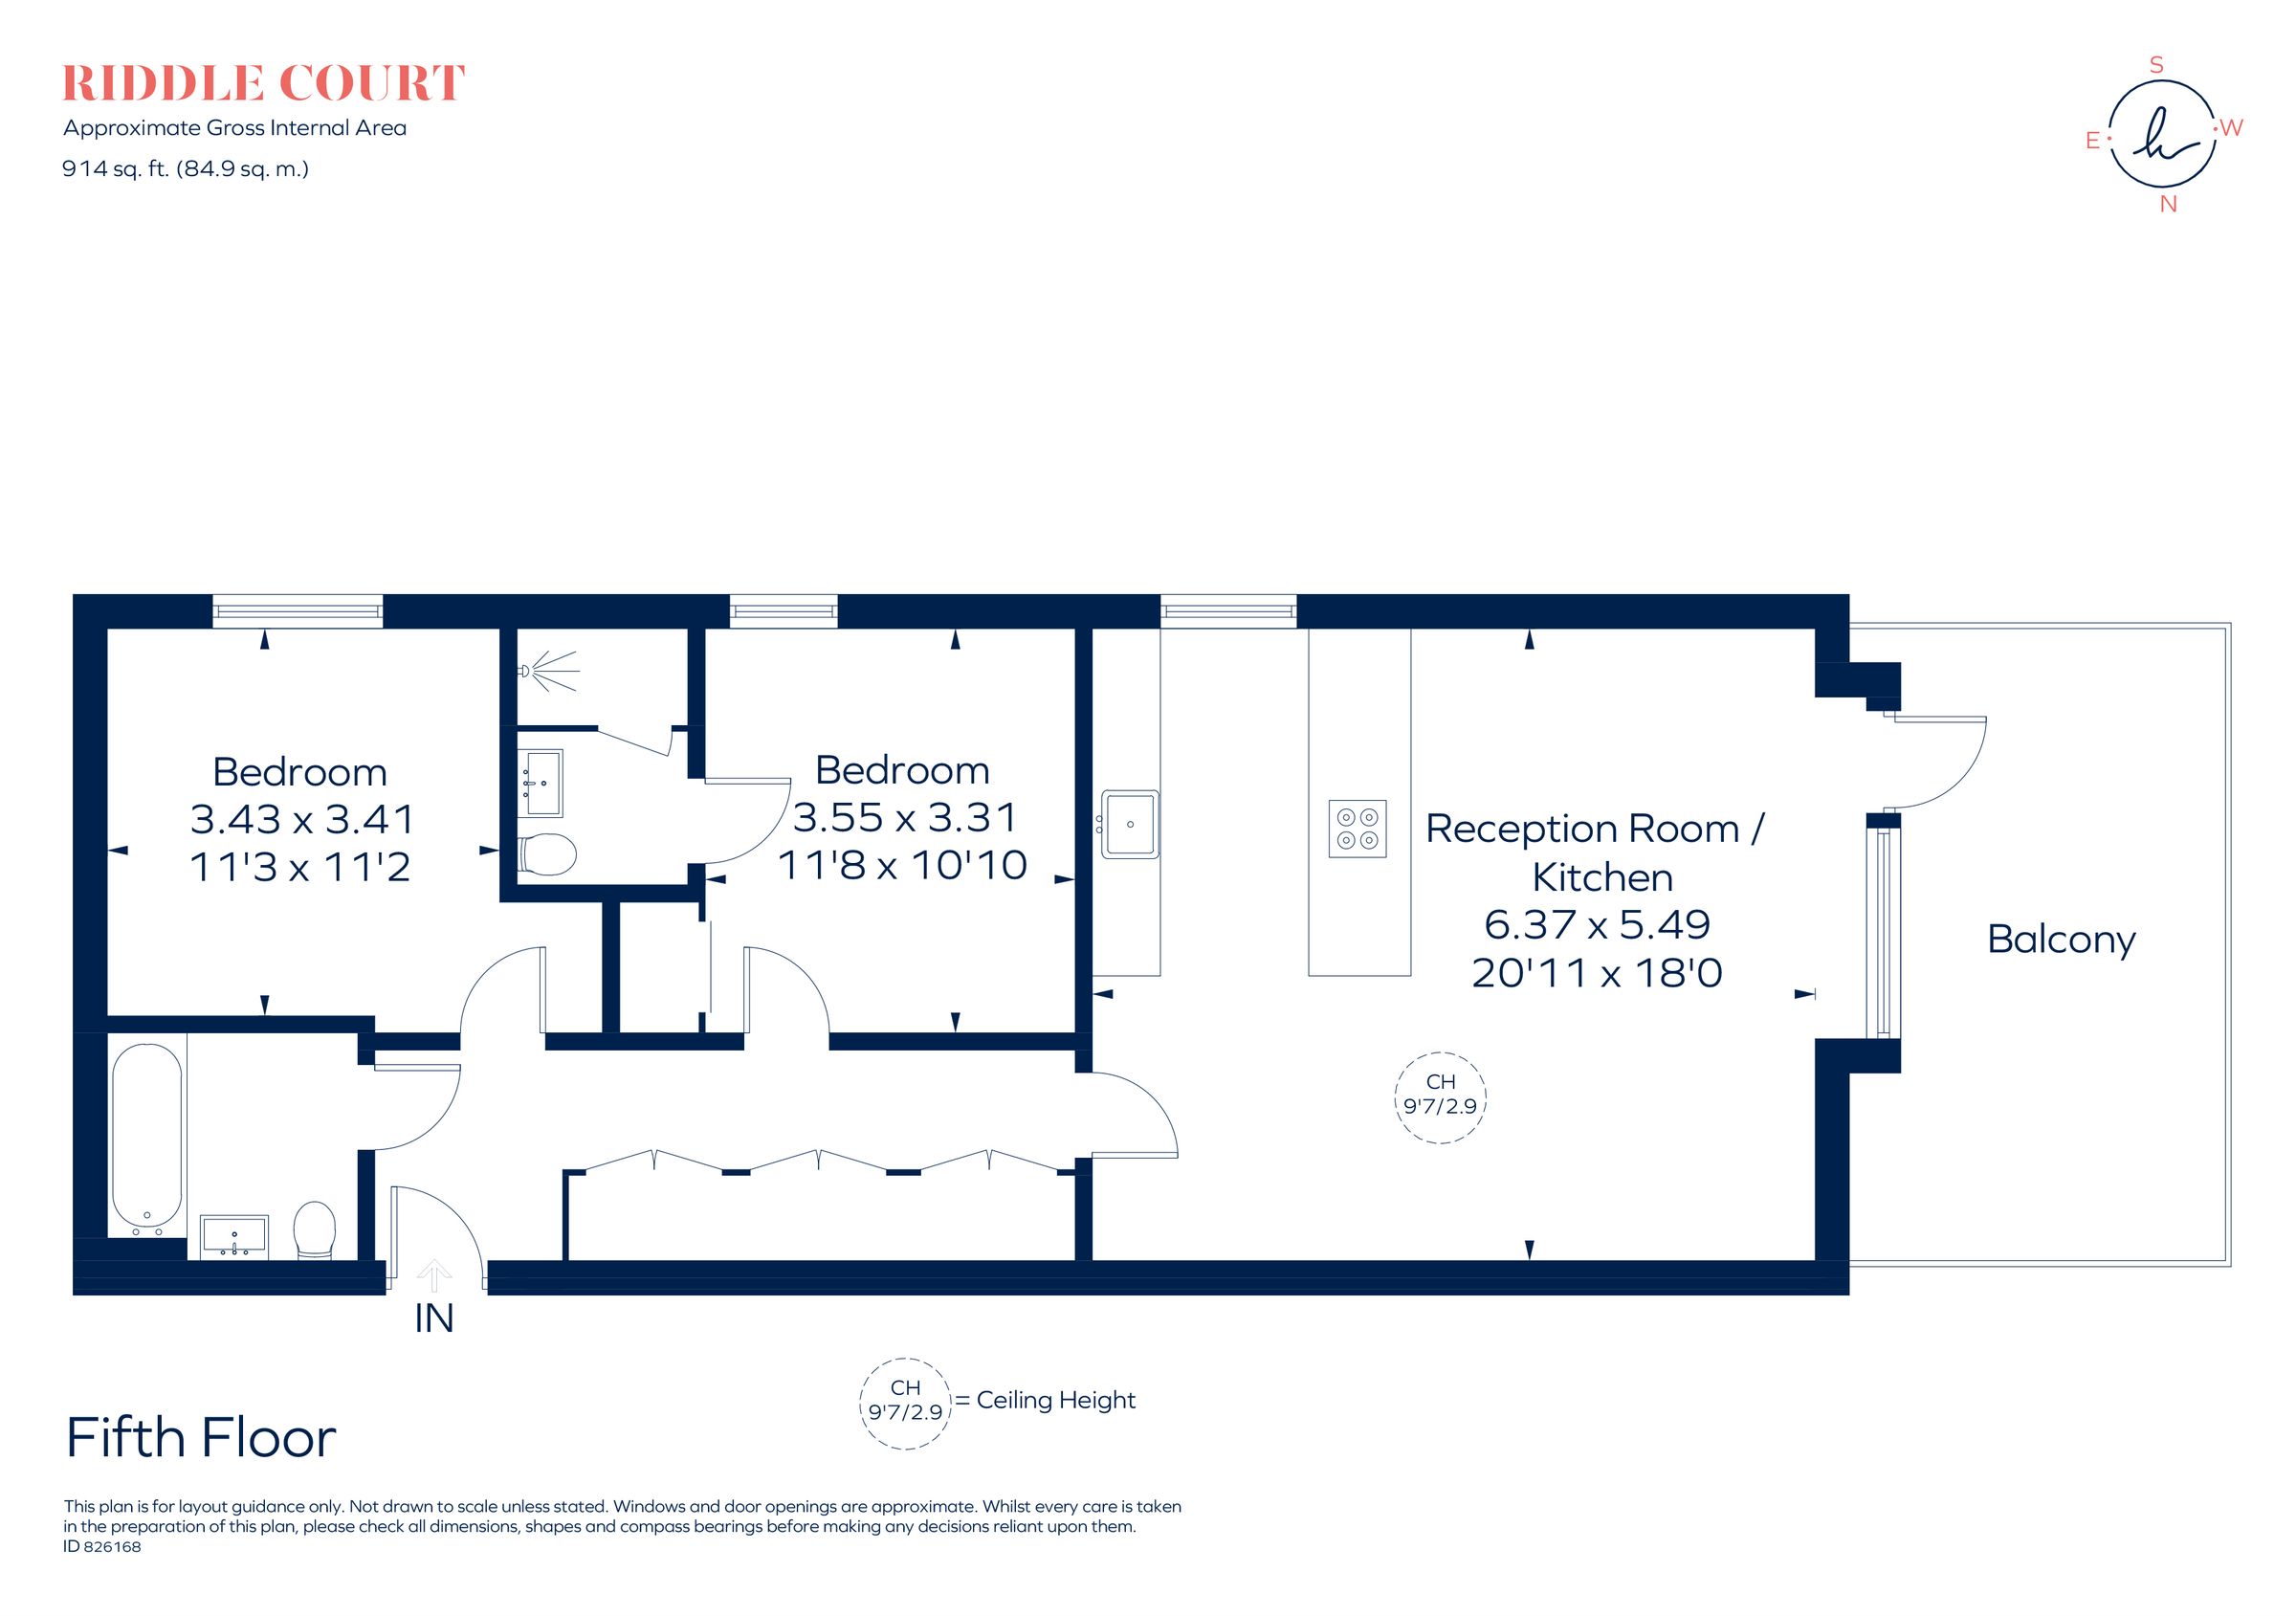 RIDDLE COURT
Approximate Gross Internal Area
914 sq. ft. (84.9 sq. m.)
S
E
W
N
Bedroom
3.43 x 3.41
11'3 x 11'2
Bedroom
3.55 x 3.31
11'8 x 10'10
Reception Room /
Kitchen
6.37 x 5.49
20'11 x 18'0
Balcony
CH
9'7/2.9
IN
CH
9'7/2.9
= Ceiling Height
Fifth Floor
This plan is for layout guidance only. Not drawn to scale unless stated. Windows and door openings are approximate. Whilst every care is taken
in the preparation of this plan, please check all dimensions, shapes and compass bearings before making any decisions reliant upon them.
ID 826168